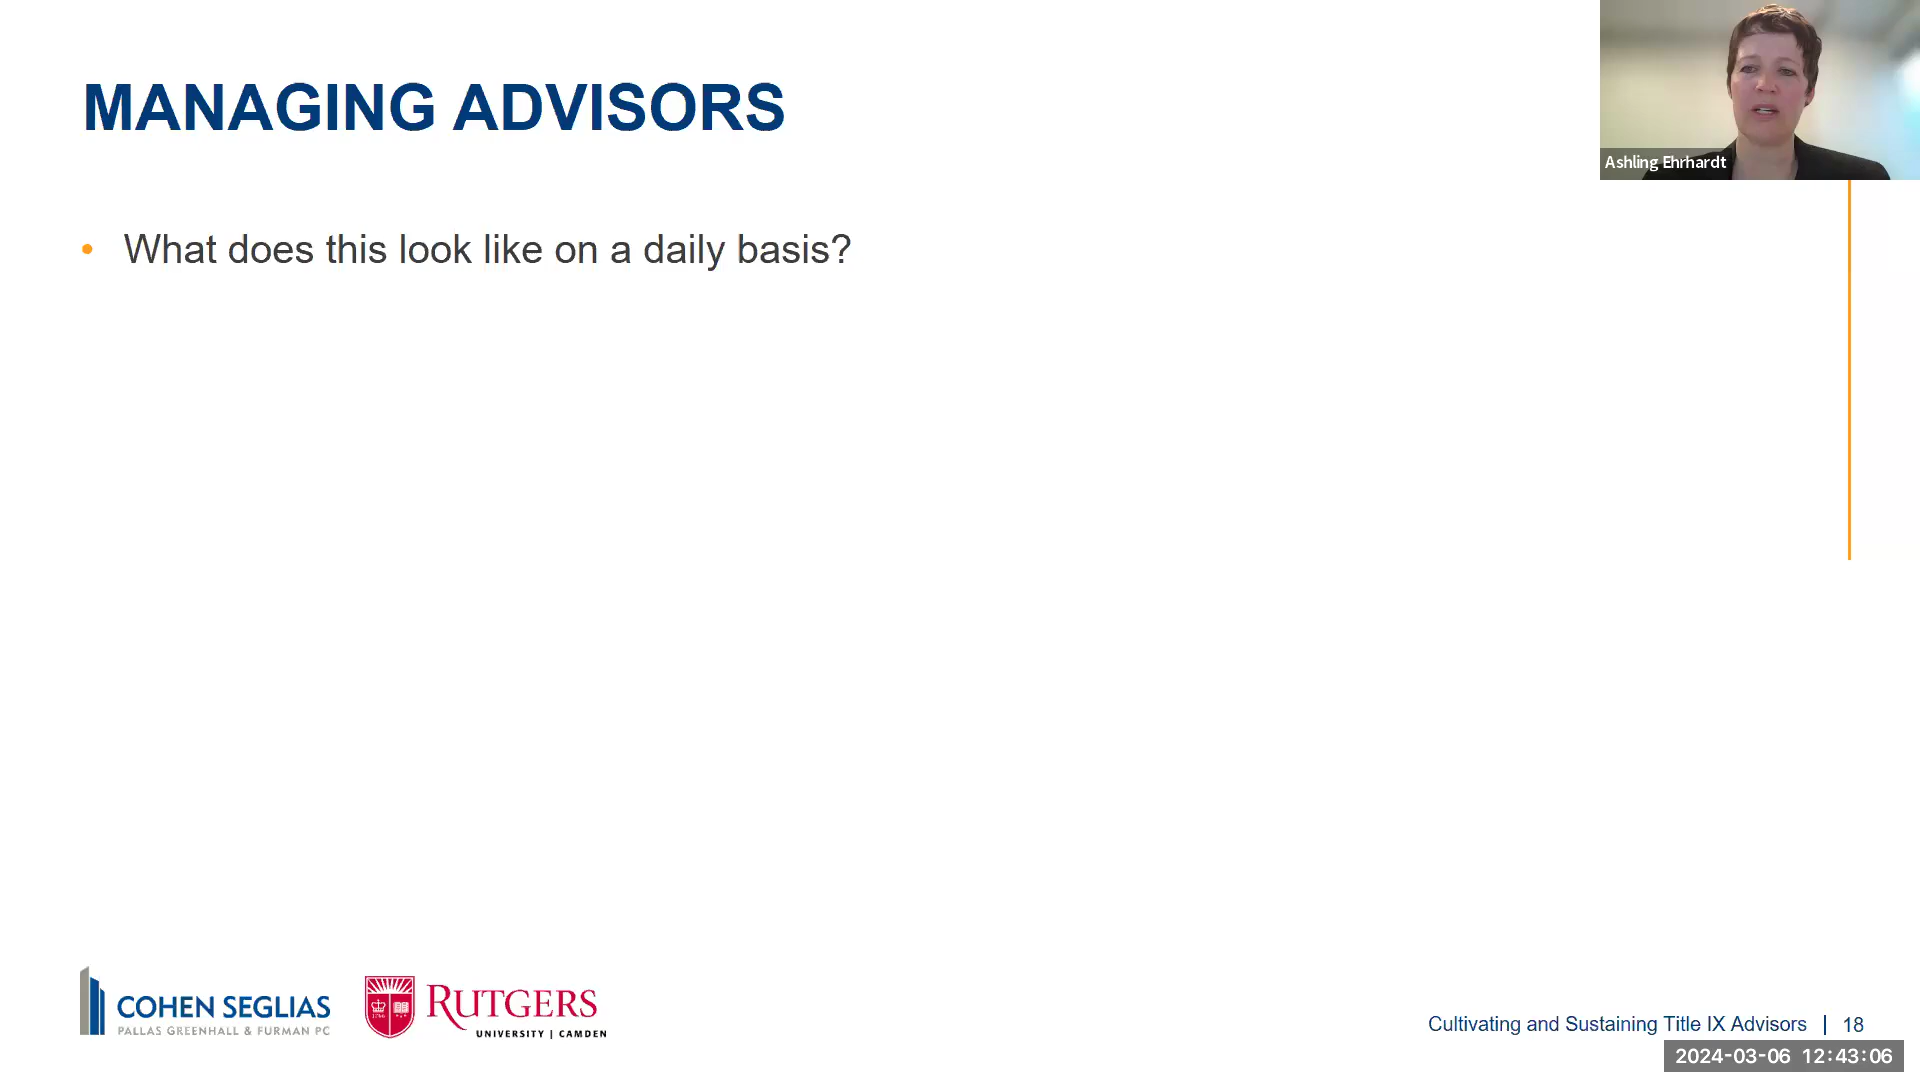 MANAGING ADVISORS
Ashling Ehrhardt
• What does this look like on a daily basis?
COHEN SEGLIAS
PALLAS GREENHALL & FURMAN PC
1766
RUTGERS
UNIVERSITY | CAMDEN
Cultivating and Sustaining Title IX Advisors | 18
2024-03-06 12:43:06